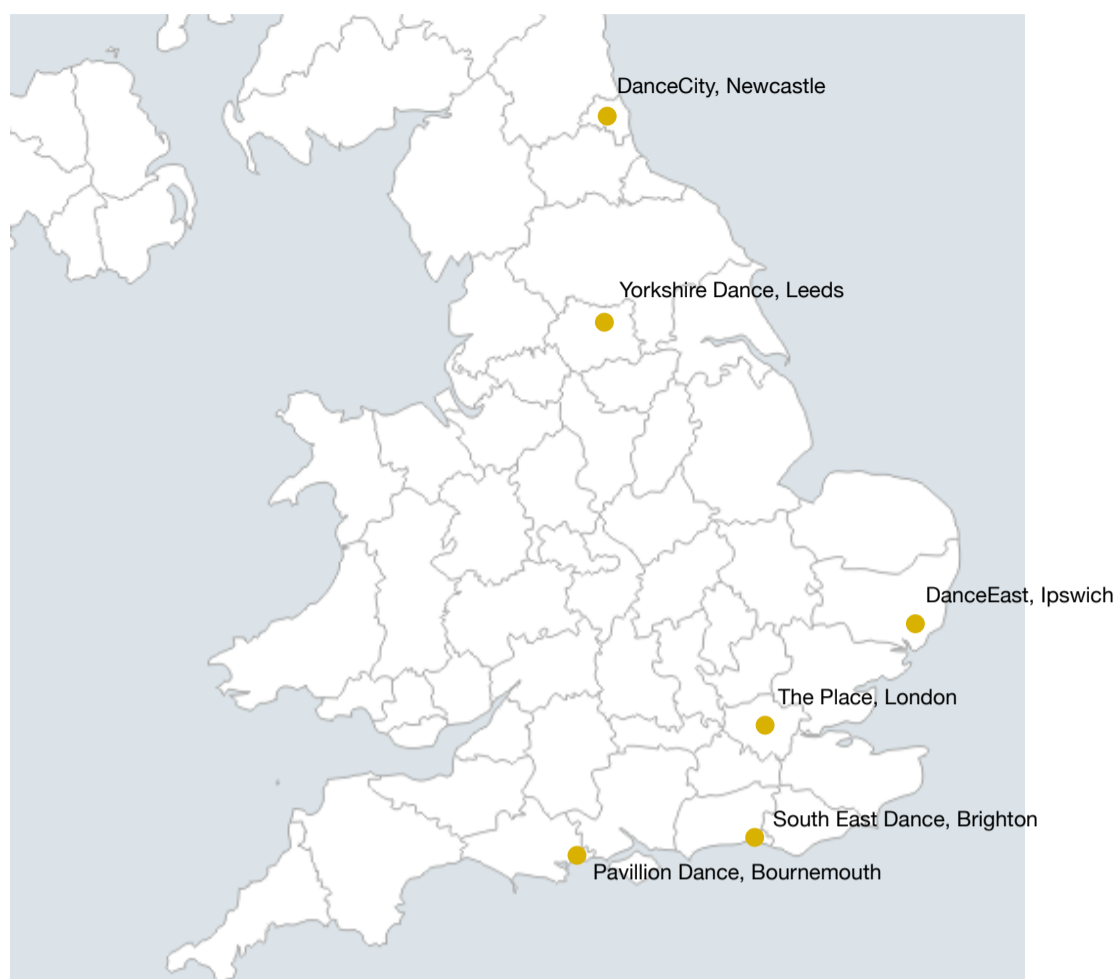 DanceCity, Newcastle
Yorkshire Dance, Leeds
DanceEast, Ipswich
The Place, London
South East Dance, Brighton
Pavillion Dance, Bournemouth